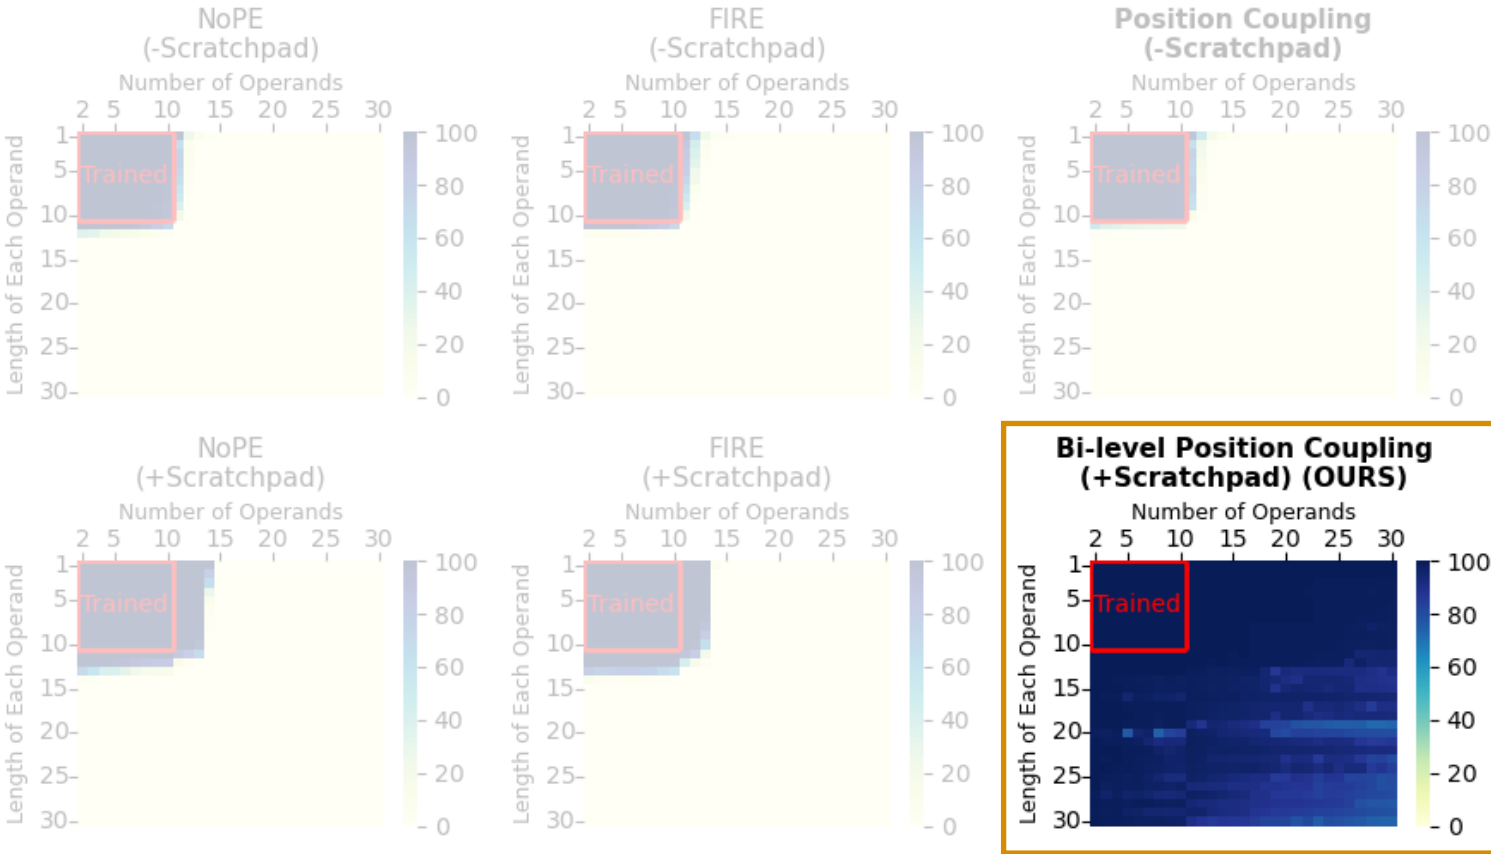 NoPE
(-Scratchpad)
Number of Operands
2 5 10 15 20 25 30
Length of Each Operand
1
5
10
15
20
25
30
Trained
100
80
60
40
20
0
FIRE
(-Scratchpad)
Number of Operands
2 5 10 15 20 25 30
Length of Each Operand
1
5
10
15
20
25
30
Trained
100
80
60
40
20
0
Position Coupling
(-Scratchpad)
Number of Operands
2 5 10 15 20 25 30
Length of Each Operand
1
5
10
15
20
25
30
Trained
100
80
60
40
20
0
NoPE
(+Scratchpad)
Number of Operands
2 5 10 15 20 25 30
Length of Each Operand
1
5
10
15
20
25
30
Trained
100
80
60
40
20
0
FIRE
(+Scratchpad)
Number of Operands
2 5 10 15 20 25 30
Length of Each Operand
1
5
10
15
20
25
30
Trained
100
80
60
40
20
0
Bi-level Position Coupling
(+Scratchpad) (OURS)
Number of Operands
2 5 10 15 20 25 30
Length of Each Operand
1
5
10
15
20
25
30
Trained
100
80
60
40
20
0